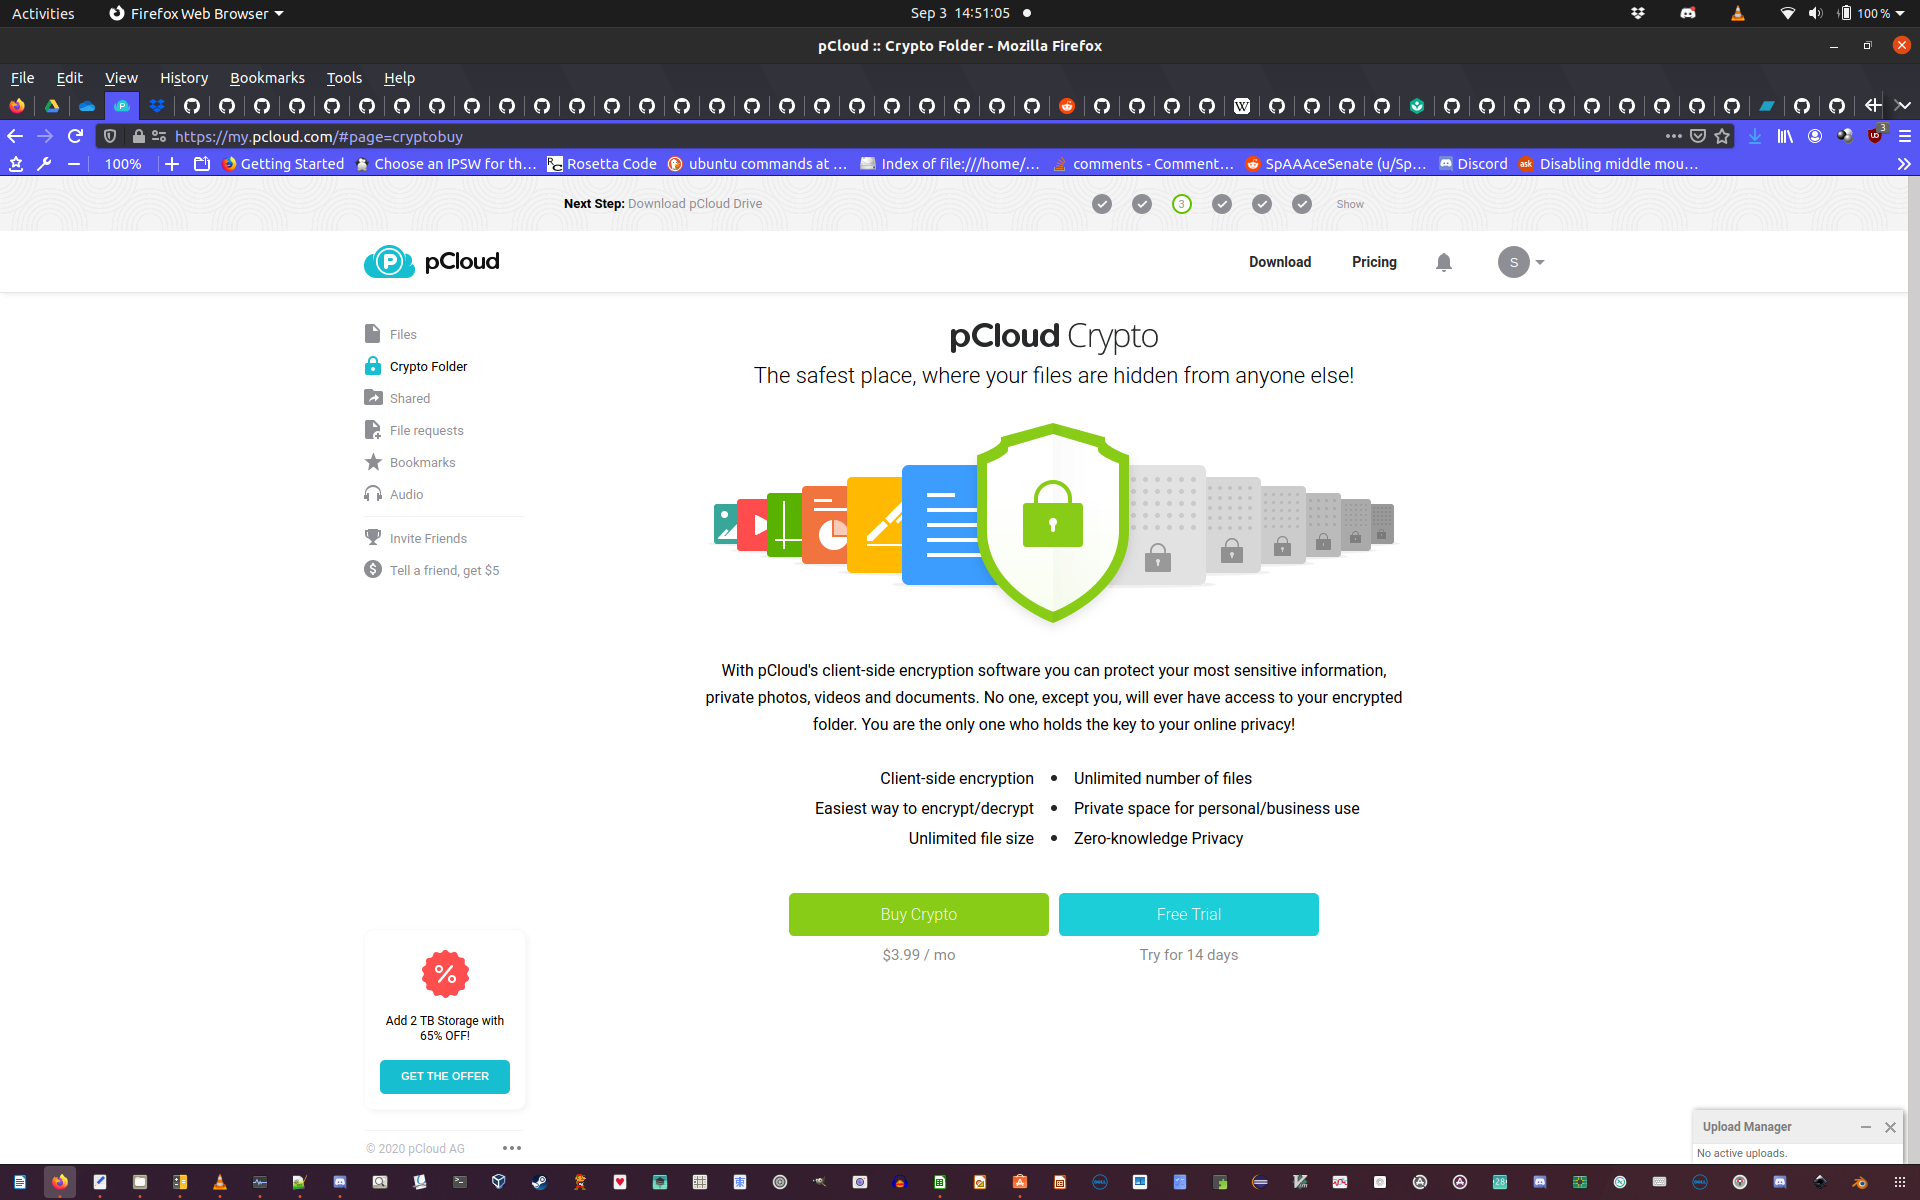 Activities
Firefox Web Browser
Sep 3 14:51:05
100 %
pCloud :: Crypto Folder - Mozilla Firefox
File Edit View History Bookmarks Tools Help
https://my.pcloud.com/#page=cryptobuy
3
100%
Getting Started
Choose an IPSW for th…
Rosetta Code
ubuntu commands at …
Index of file:///home/…
comments - Comment…
SpAAAceSenate (u/Sp…
Discord
Disabling middle mou…
Next Step: Download pCloud Drive
3
Show
pCloud
Download
Pricing
S
Files
Crypto Folder
Shared
File requests
Bookmarks
Audio
Invite Friends
Tell a friend, get $5
pCloud Crypto
The safest place, where your files are hidden from anyone else!
With pCloud's client-side encryption software you can protect your most sensitive information,
private photos, videos and documents. No one, except you, will ever have access to your encrypted
folder. You are the only one who holds the key to your online privacy!
Client-side encryption • Unlimited number of files
Easiest way to encrypt/decrypt • Private space for personal/business use
Unlimited file size • Zero-knowledge Privacy
Buy Crypto
Free Trial
$3.99 / mo
Try for 14 days
%
Add 2 TB Storage with
65% OFF!
GET THE OFFER
© 2020 pCloud AG
Upload Manager
No active uploads.